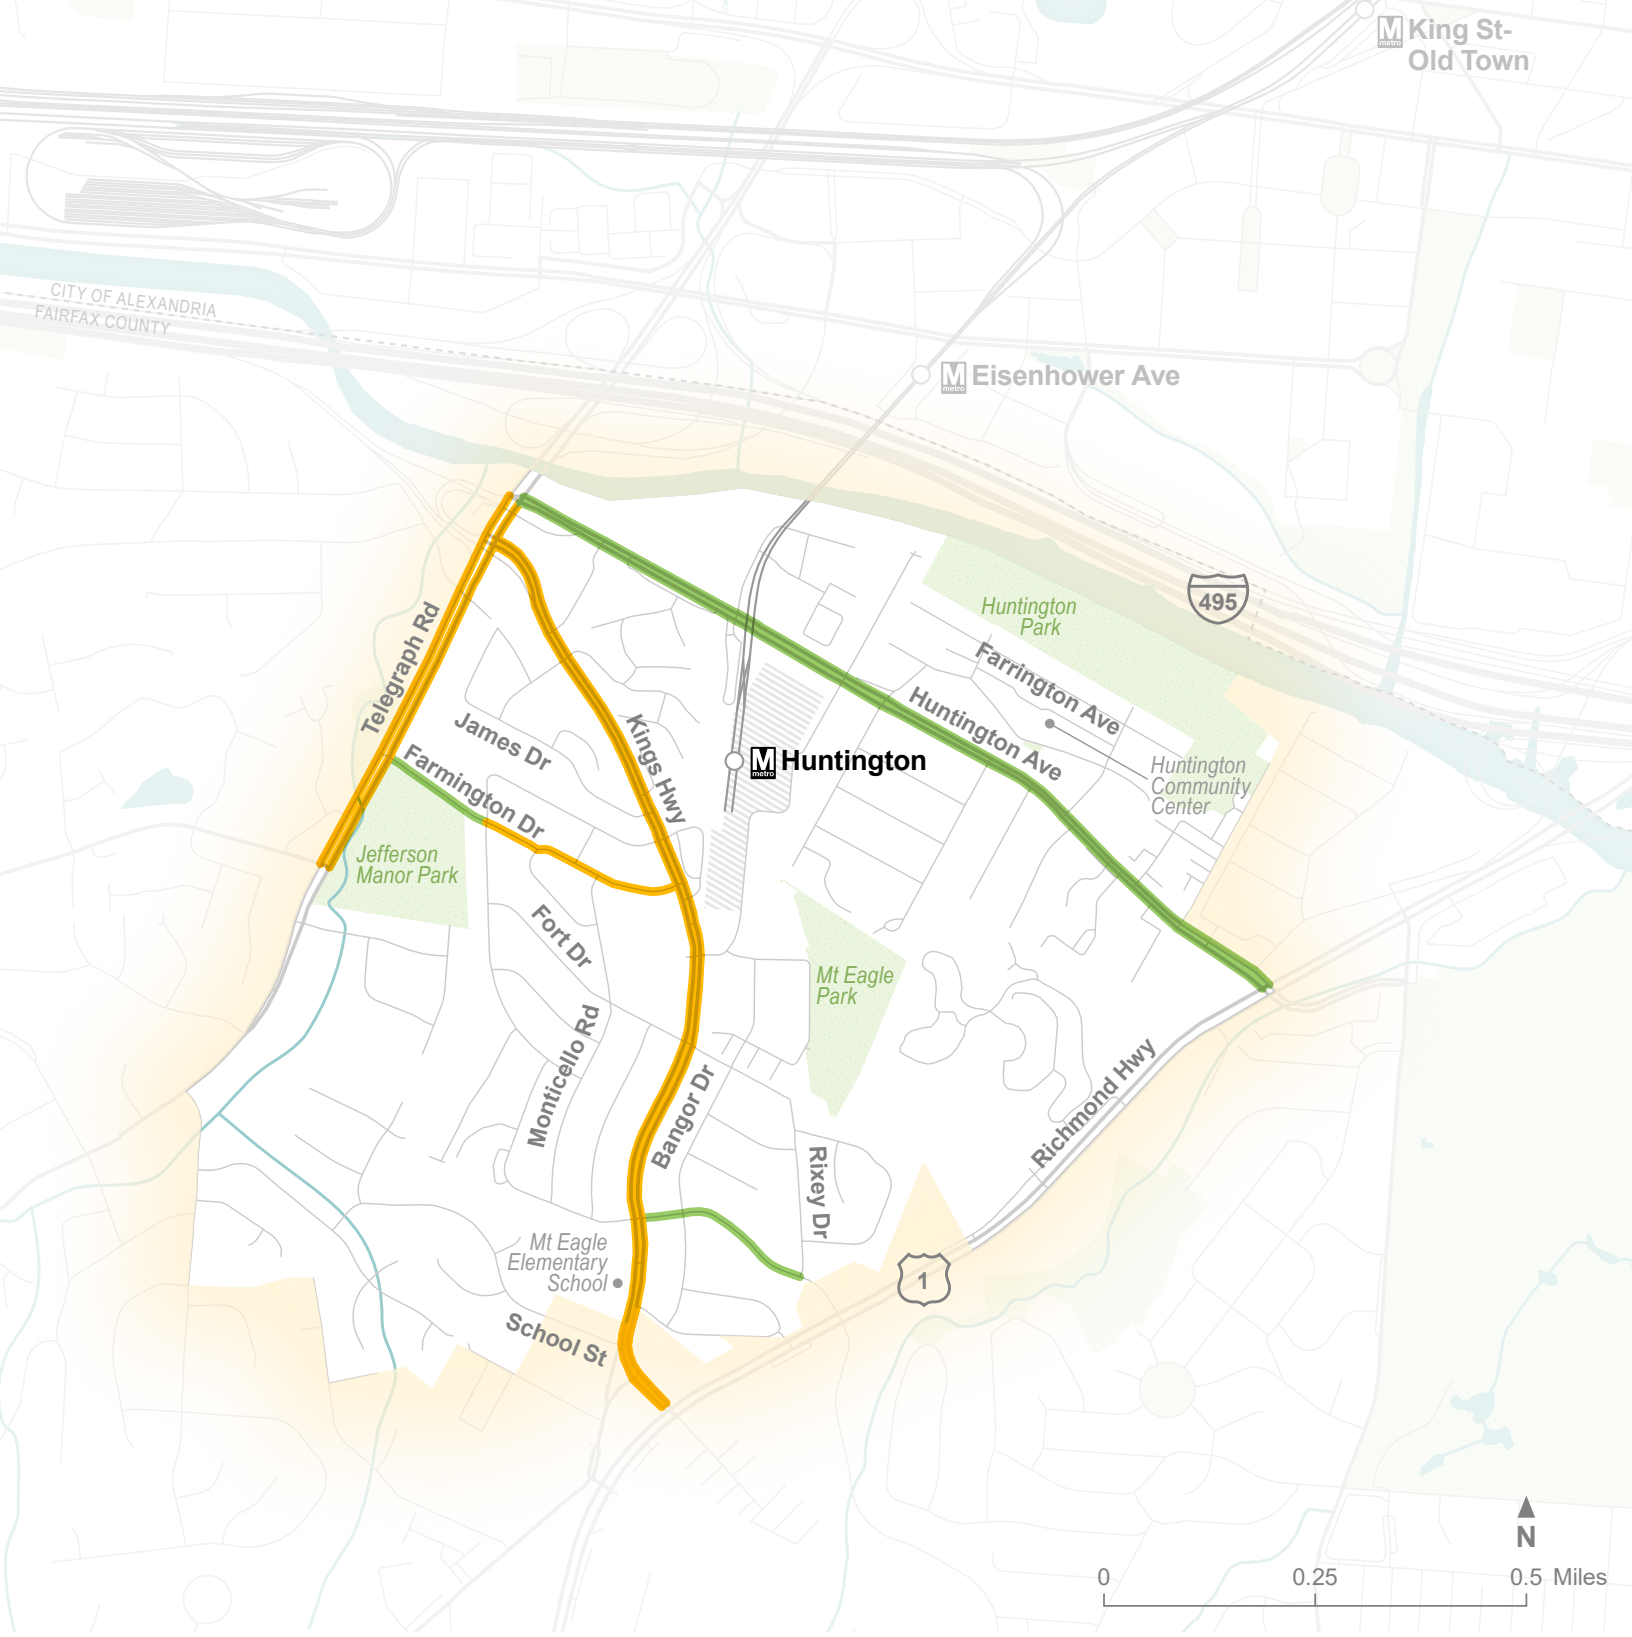 M
metro
King St-
Old Town
CITY OF ALEXANDRIA
FAIRFAX COUNTY
M
metro
Eisenhower Ave
495
Huntington
Park
Farrington Ave
Telegraph Rd
Huntington Ave
James Dr
Kings Hwy
Farmington Dr
M
metro
Huntington
Huntington
Community
Center
Jefferson
Manor Park
Fort Dr
Mt Eagle
Park
Monticello Rd
Bangor Dr
Richmond Hwy
Rixey Dr
Mt Eagle
Elementary
School
1
School St
N
0 0.25 0.5 Miles